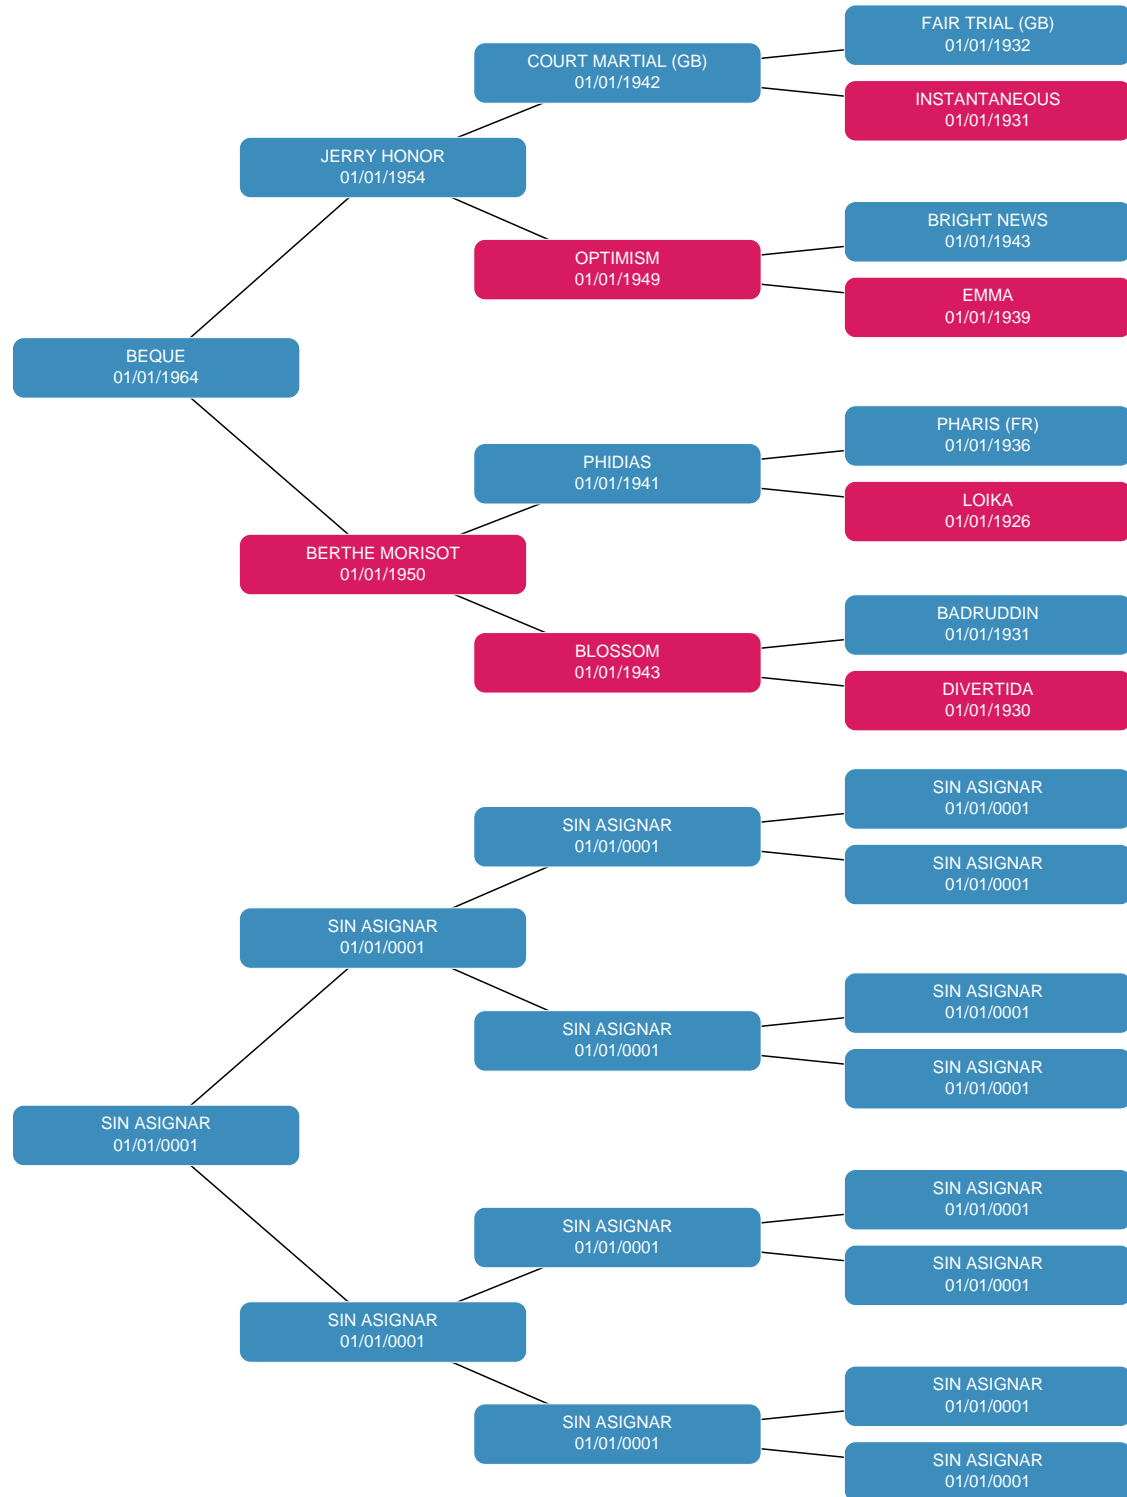 FAIR TRIAL (GB)
01/01/1932
COURT MARTIAL (GB)
01/01/1942
INSTANTANEOUS
01/01/1931
JERRY HONOR
01/01/1954
BRIGHT NEWS
01/01/1943
OPTIMISM
01/01/1949
EMMA
01/01/1939
BEQUE
01/01/1964
PHARIS (FR)
01/01/1936
PHIDIAS
01/01/1941
LOIKA
01/01/1926
BERTHE MORISOT
01/01/1950
BADRUDDIN
01/01/1931
BLOSSOM
01/01/1943
DIVERTIDA
01/01/1930
SIN ASIGNAR
01/01/0001
SIN ASIGNAR
01/01/0001
SIN ASIGNAR
01/01/0001
SIN ASIGNAR
01/01/0001
SIN ASIGNAR
01/01/0001
SIN ASIGNAR
01/01/0001
SIN ASIGNAR
01/01/0001
SIN ASIGNAR
01/01/0001
SIN ASIGNAR
01/01/0001
SIN ASIGNAR
01/01/0001
SIN ASIGNAR
01/01/0001
SIN ASIGNAR
01/01/0001
SIN ASIGNAR
01/01/0001
SIN ASIGNAR
01/01/0001
SIN ASIGNAR
01/01/0001